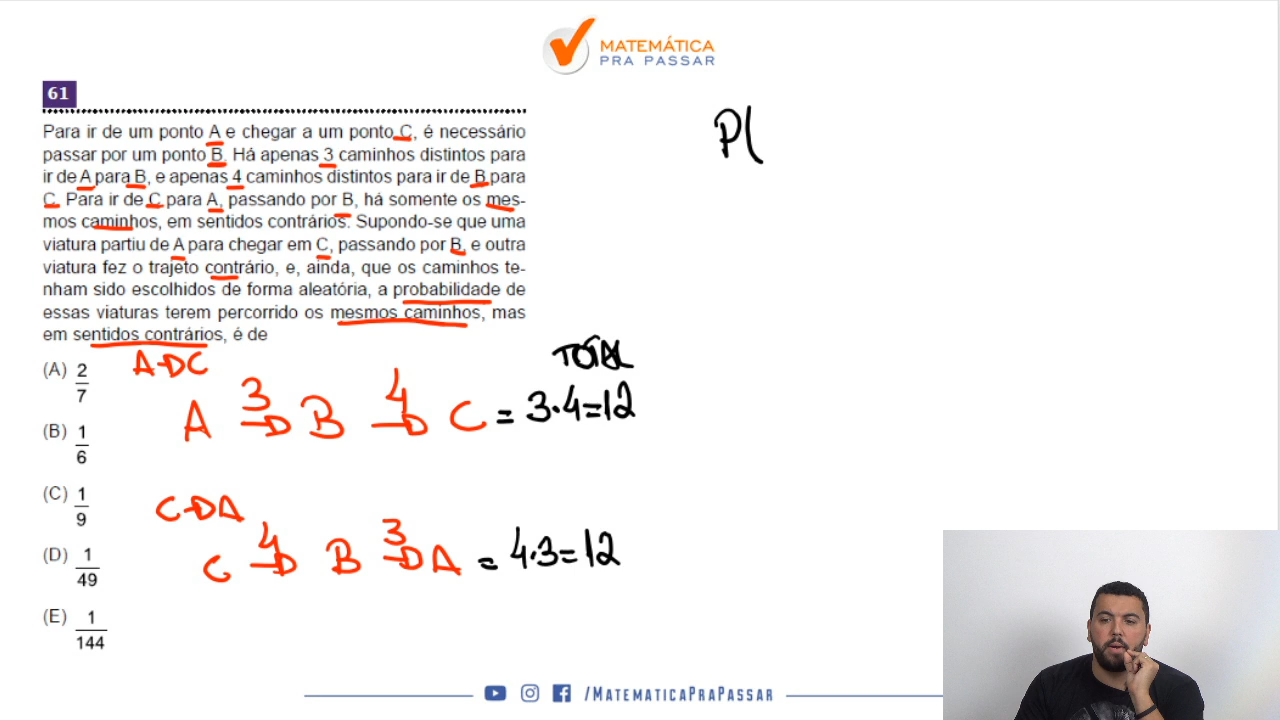 MATEMÁTICA
PRA PASSAR
61
Para ir de um ponto A e chegar a um ponto C, é necessário
passar por um ponto B. Há apenas 3 caminhos distintos para
ir de A para B, e apenas 4 caminhos distintos para ir de B para
C. Para ir de C para A, passando por B, há somente os mes-
mos caminhos, em sentidos contrários. Supondo-se que uma
viatura partiu de A para chegar em C, passando por B, e outra
viatura fez o trajeto contrário, e, ainda, que os caminhos te-
nham sido escolhidos de forma aleatória, a probabilidade de
essas viaturas terem percorrido os mesmos caminhos, mas
em sentidos contrários, é de
P(
(A) 2/7
(B) 1/6
(C) 1/9
(D) 1/49
(E) 1/144
A→C
TOTAL
A 3→ B 4→ C = 3·4=12
C→A
C 4→ B 3→ A = 4·3=12
/MATEMATICAPRAPASSAR